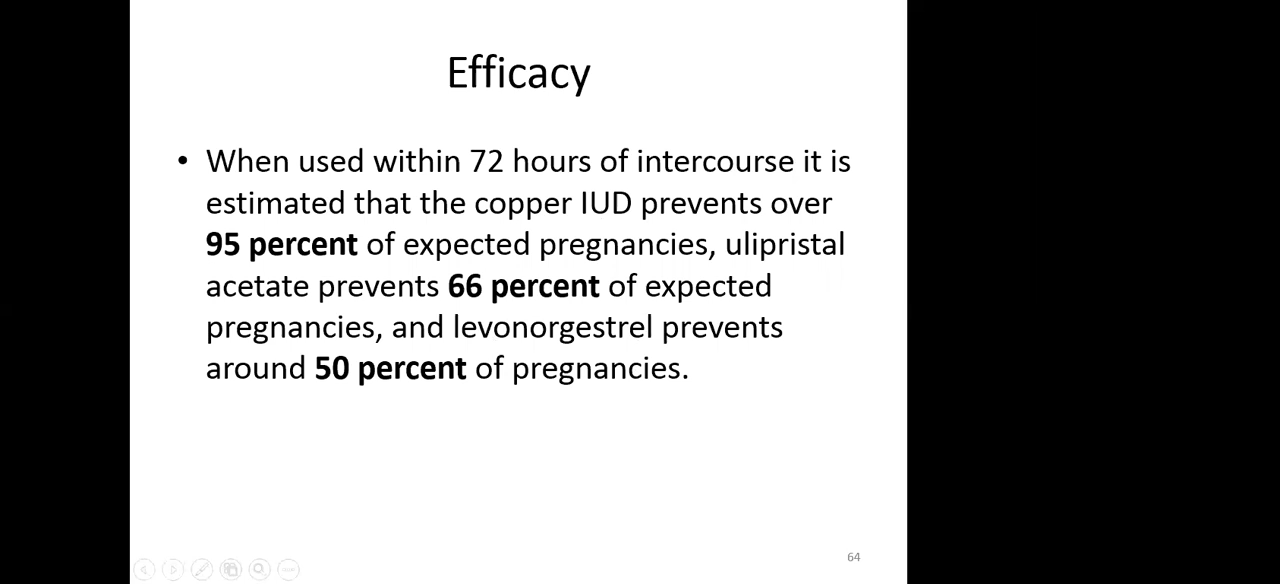 Efficacy
• When used within 72 hours of intercourse it is
estimated that the copper IUD prevents over
95 percent of expected pregnancies, ulipristal
acetate prevents 66 percent of expected
pregnancies, and levonorgestrel prevents
around 50 percent of pregnancies.
64